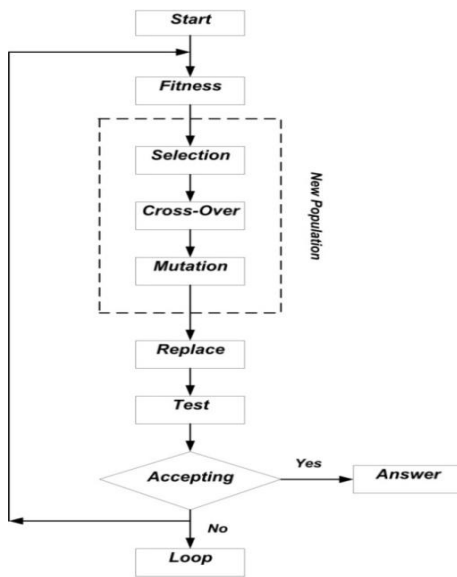 Start
Fitness
Selection
Cross-Over
Mutation
New Population
Replace
Test
Accepting
Yes
Answer
No
Loop